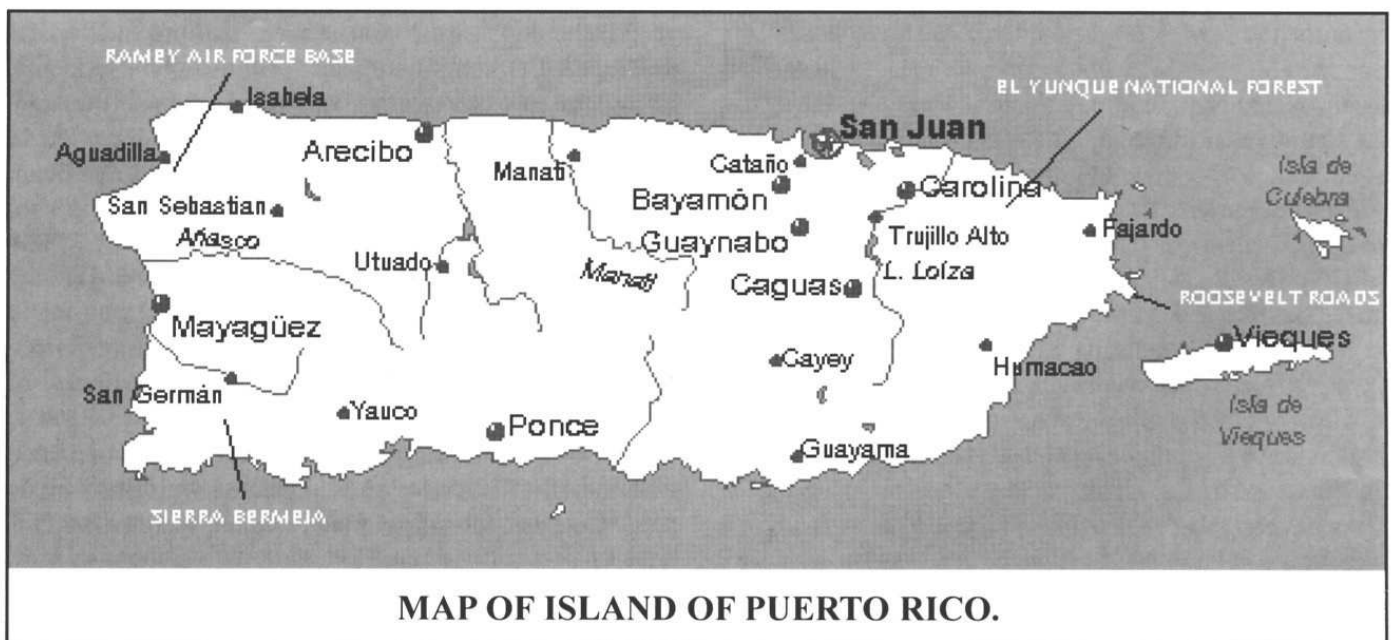 RAMEY AIR FORCE BASE
EL YUNQUE NATIONAL FOREST
Isabela
San Juan
Arecibo
Aguadilla
Manatí
Cataño
Isla de
Culebra
Bayamón
Carolina
San Sebastian
Añasco
Guaynabo
Trujillo Alto
Fajardo
Utuado
Manatí
L. Loíza
Caguas
ROOSEVELT ROADS
Mayagüez
Vieques
Cayey
Humacao
San Germán
Yauco
Isla de
Vieques
Ponce
Guayama
SIERRA BERMEJA
MAP OF ISLAND OF PUERTO RICO.